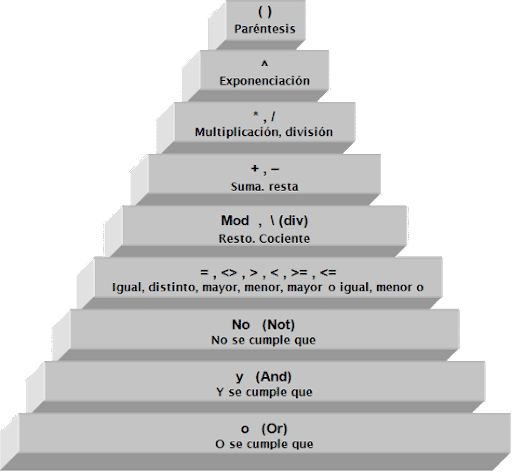 ( )
Paréntesis
^
Exponenciación
* , /
Multiplicación, división
+ , –
Suma. resta
Mod , \ (div)
Resto. Cociente
= , <> , > , < , >= , <=
Igual, distinto, mayor, menor, mayor o igual, menor o
No (Not)
No se cumple que
y (And)
Y se cumple que
o (Or)
O se cumple que